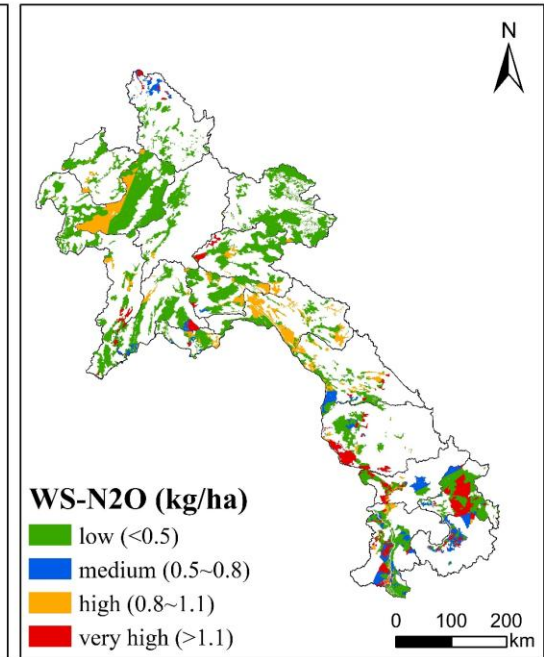 N
WS-N2O (kg/ha)
low (<0.5)
medium (0.5~0.8)
high (0.8~1.1)
very high (>1.1)
0 100 200
km